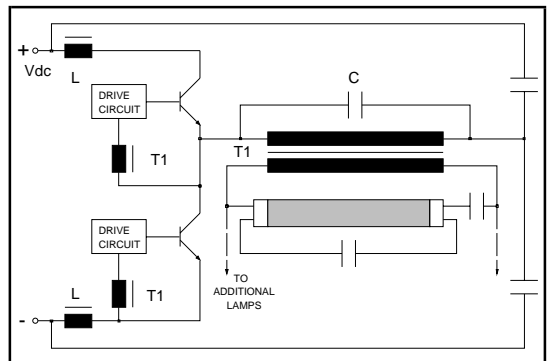 +
Vdc
L
DRIVE
CIRCUIT
T1
C
T1
DRIVE
CIRCUIT
T1
L
-
TO
ADDITIONAL
LAMPS